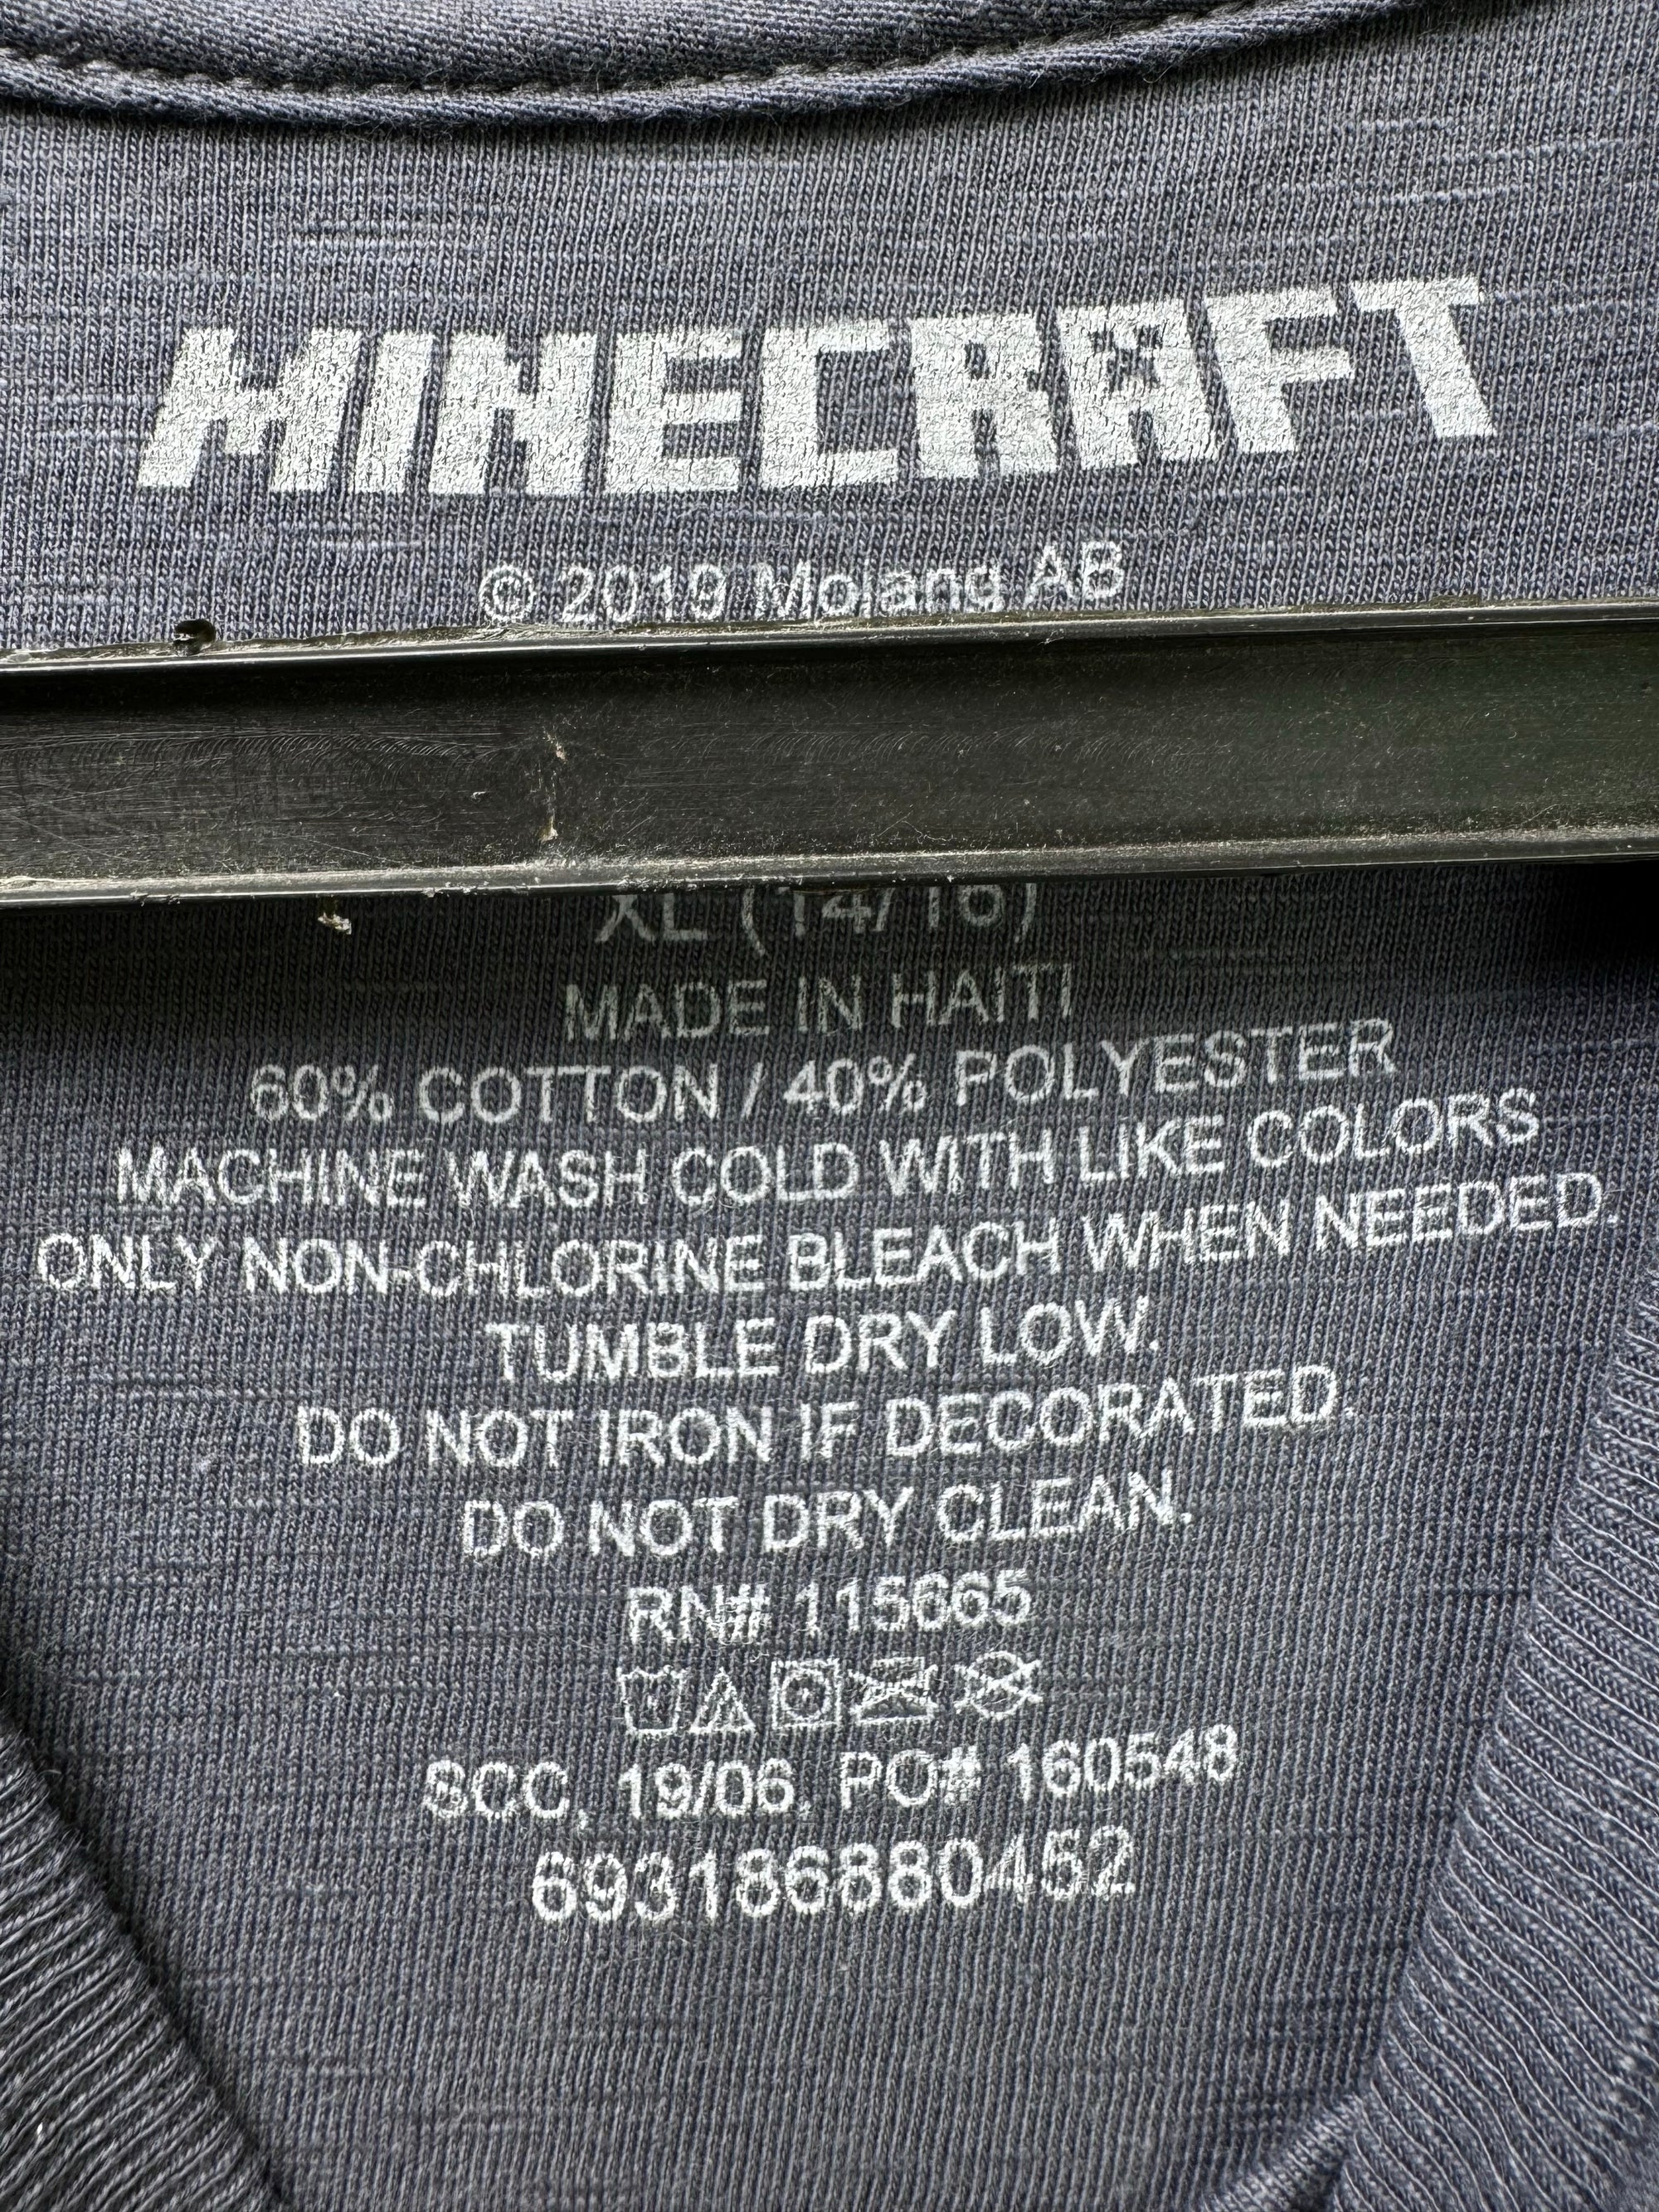 MINECRAFT
© 2019 Mojang AB
XL (14/16)
MADE IN HAITI
60% COTTON / 40% POLYESTER
MACHINE WASH COLD WITH LIKE COLORS
ONLY NON-CHLORINE BLEACH WHEN NEEDED.
TUMBLE DRY LOW.
DO NOT IRON IF DECORATED.
DO NOT DRY CLEAN.
RN# 115665
SCC, 19/06, PO# 160548
693186880452